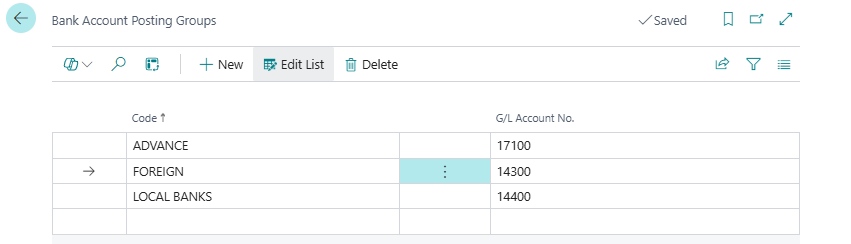 Bank Account Posting Groups
Saved
New Edit List Delete
Code ↑ G/L Account No.
ADVANCE 17100
FOREIGN 14300
LOCAL BANKS 14400